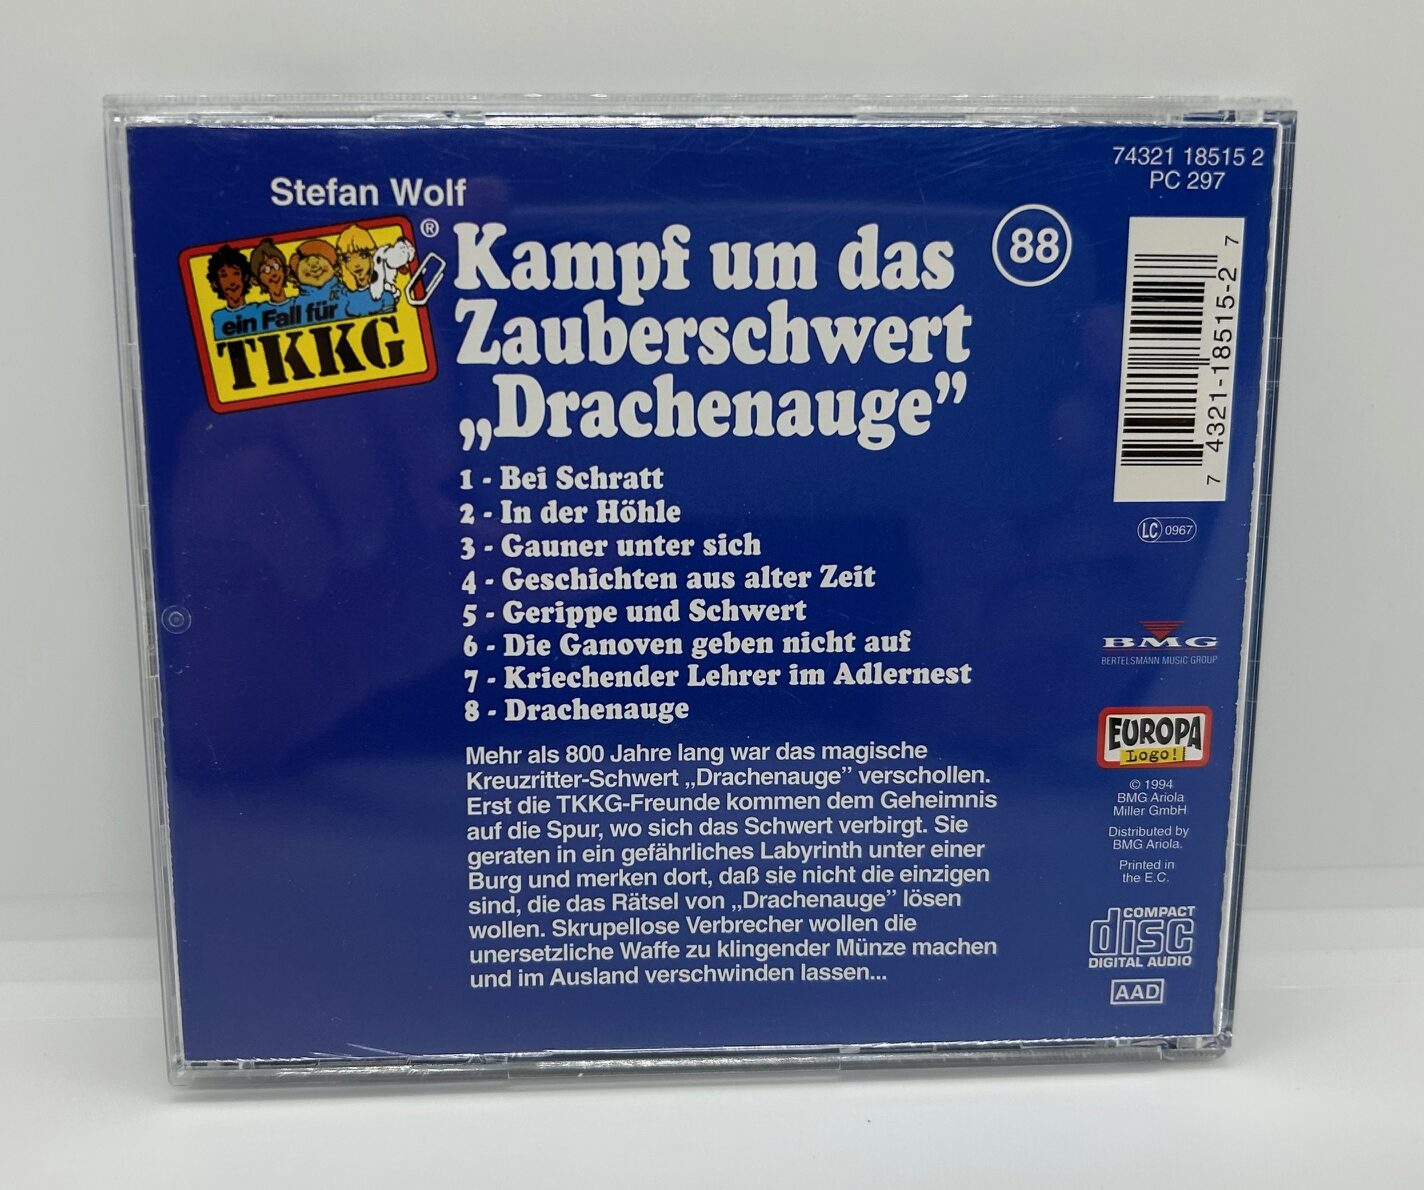 74321 18515 2
PC 297
Stefan Wolf
®
ein Fall für
TKKG
Kampf um das
Zauberschwert
„Drachenauge”
88
1 - Bei Schratt
2 - In der Höhle
3 - Gauner unter sich
4 - Geschichten aus alter Zeit
5 - Gerippe und Schwert
6 - Die Ganoven geben nicht auf
7 - Kriechender Lehrer im Adlernest
8 - Drachenauge
Mehr als 800 Jahre lang war das magische
Kreuzritter-Schwert „Drachenauge” verschollen.
Erst die TKKG-Freunde kommen dem Geheimnis
auf die Spur, wo sich das Schwert verbirgt. Sie
geraten in ein gefährliches Labyrinth unter einer
Burg und merken dort, daß sie nicht die einzigen
sind, die das Rätsel von „Drachenauge” lösen
wollen. Skrupellose Verbrecher wollen die
unersetzliche Waffe zu klingender Münze machen
und im Ausland verschwinden lassen...
7 4321-18515-2 7
LC 0967
BMG
BERTELSMANN MUSIC GROUP
EUROPA
Logo!
© 1994
BMG Ariola
Miller GmbH
Distributed by
BMG Ariola.
Printed in
the E.C.
COMPACT
disc
DIGITAL AUDIO
AAD